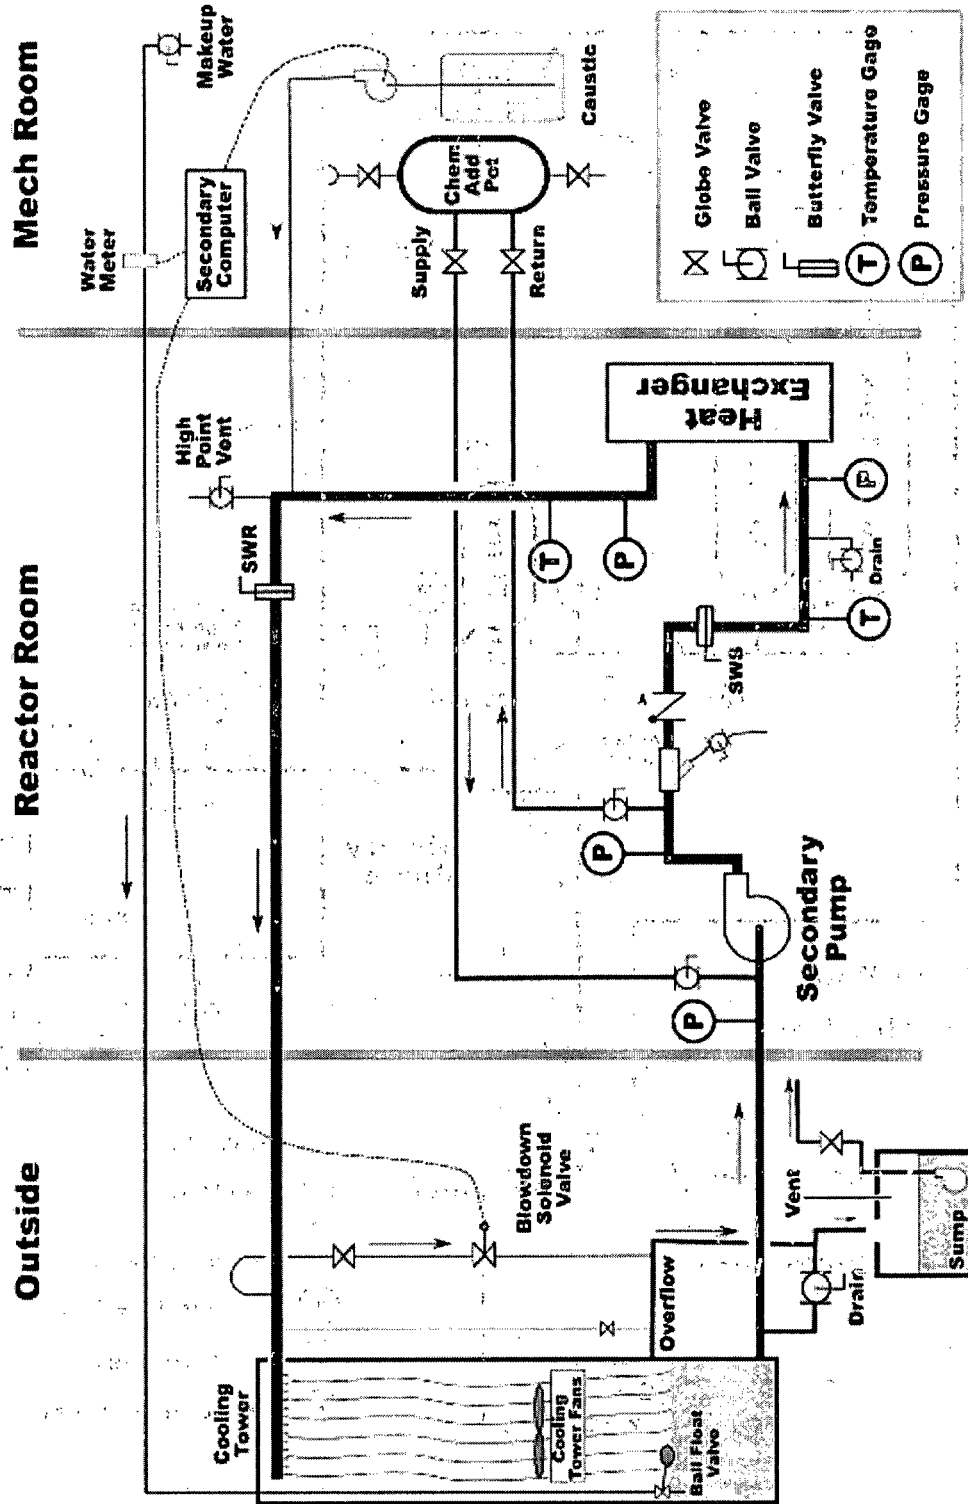 Outside
Reactor Room
Mech Room
Makeup
Water
Water
Meter
Secondary
Computer
High
Point
Vent
SWR
Cooling
Tower
Supply
Return
Chem
Add
Pot
Caustic
Blowdown
Solenoid
Valve
Overflow
Cooling
Tower Fans
Ball Float
Valve
T
P
P
P
Secondary
Pump
SWS
Heat
Exchanger
T
Drain
P
Vent
Drain
Sump
Globe Valve
Ball Valve
Butterfly Valve
T
Temperature Gage
P
Pressure Gage